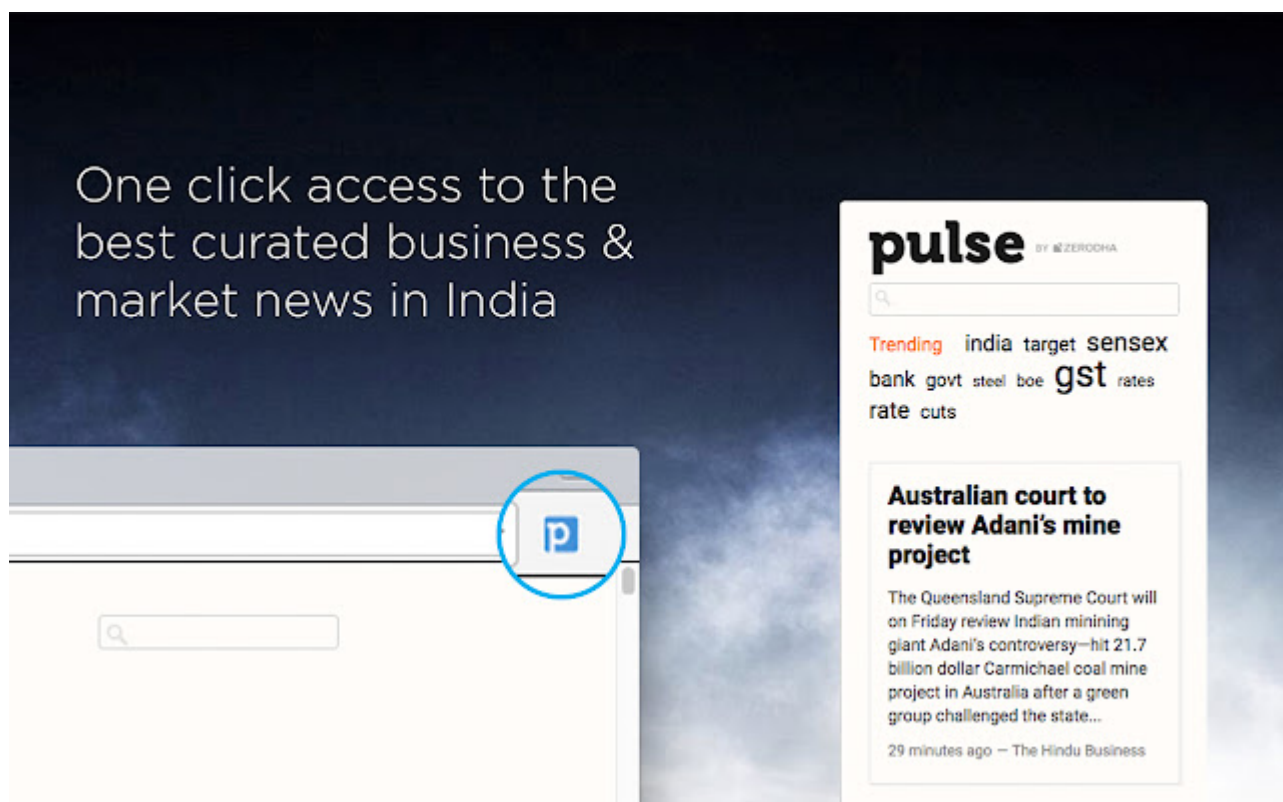 One click access to the
best curated business &
market news in India
pulse BY ZERODHA
Trending india target sensex
bank govt steel boe gst rates
rate cuts
p
Australian court to
review Adani's mine
project
The Queensland Supreme Court will
on Friday review Indian minining
giant Adani's controversy—hit 21.7
billion dollar Carmichael coal mine
project in Australia after a green
group challenged the state...
29 minutes ago — The Hindu Business